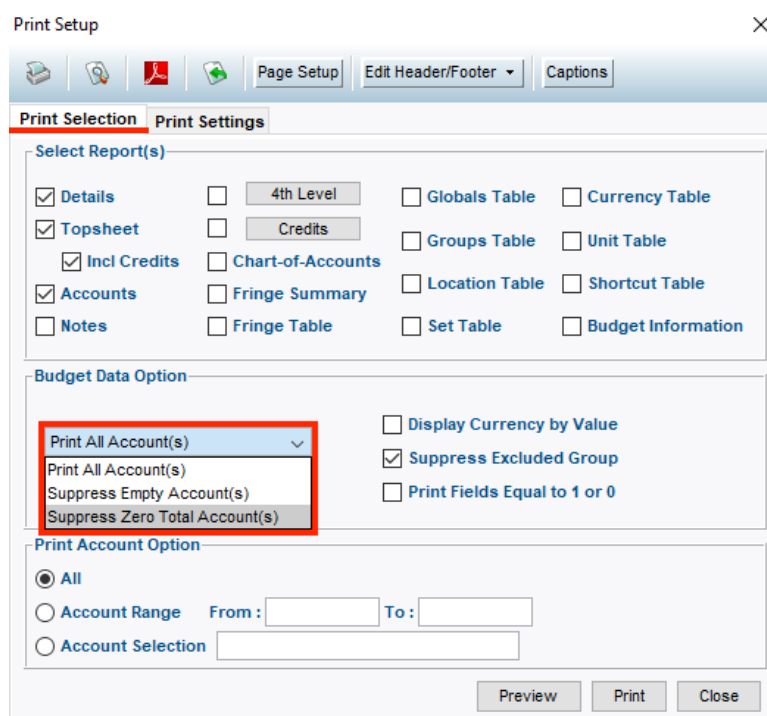 Print Setup
Page Setup Edit Header/Footer Captions
Print Selection Print Settings
Select Report(s)
Details 4th Level Globals Table Currency Table
Topsheet Credits Groups Table Unit Table
Incl Credits Chart-of-Accounts Location Table Shortcut Table
Accounts Fringe Summary Set Table Budget Information
Notes Fringe Table
Budget Data Option
Print All Account(s)
Print All Account(s)
Suppress Empty Account(s)
Suppress Zero Total Account(s)
Display Currency by Value
Suppress Excluded Group
Print Fields Equal to 1 or 0
Print Account Option
All
Account Range From : To :
Account Selection
Preview Print Close